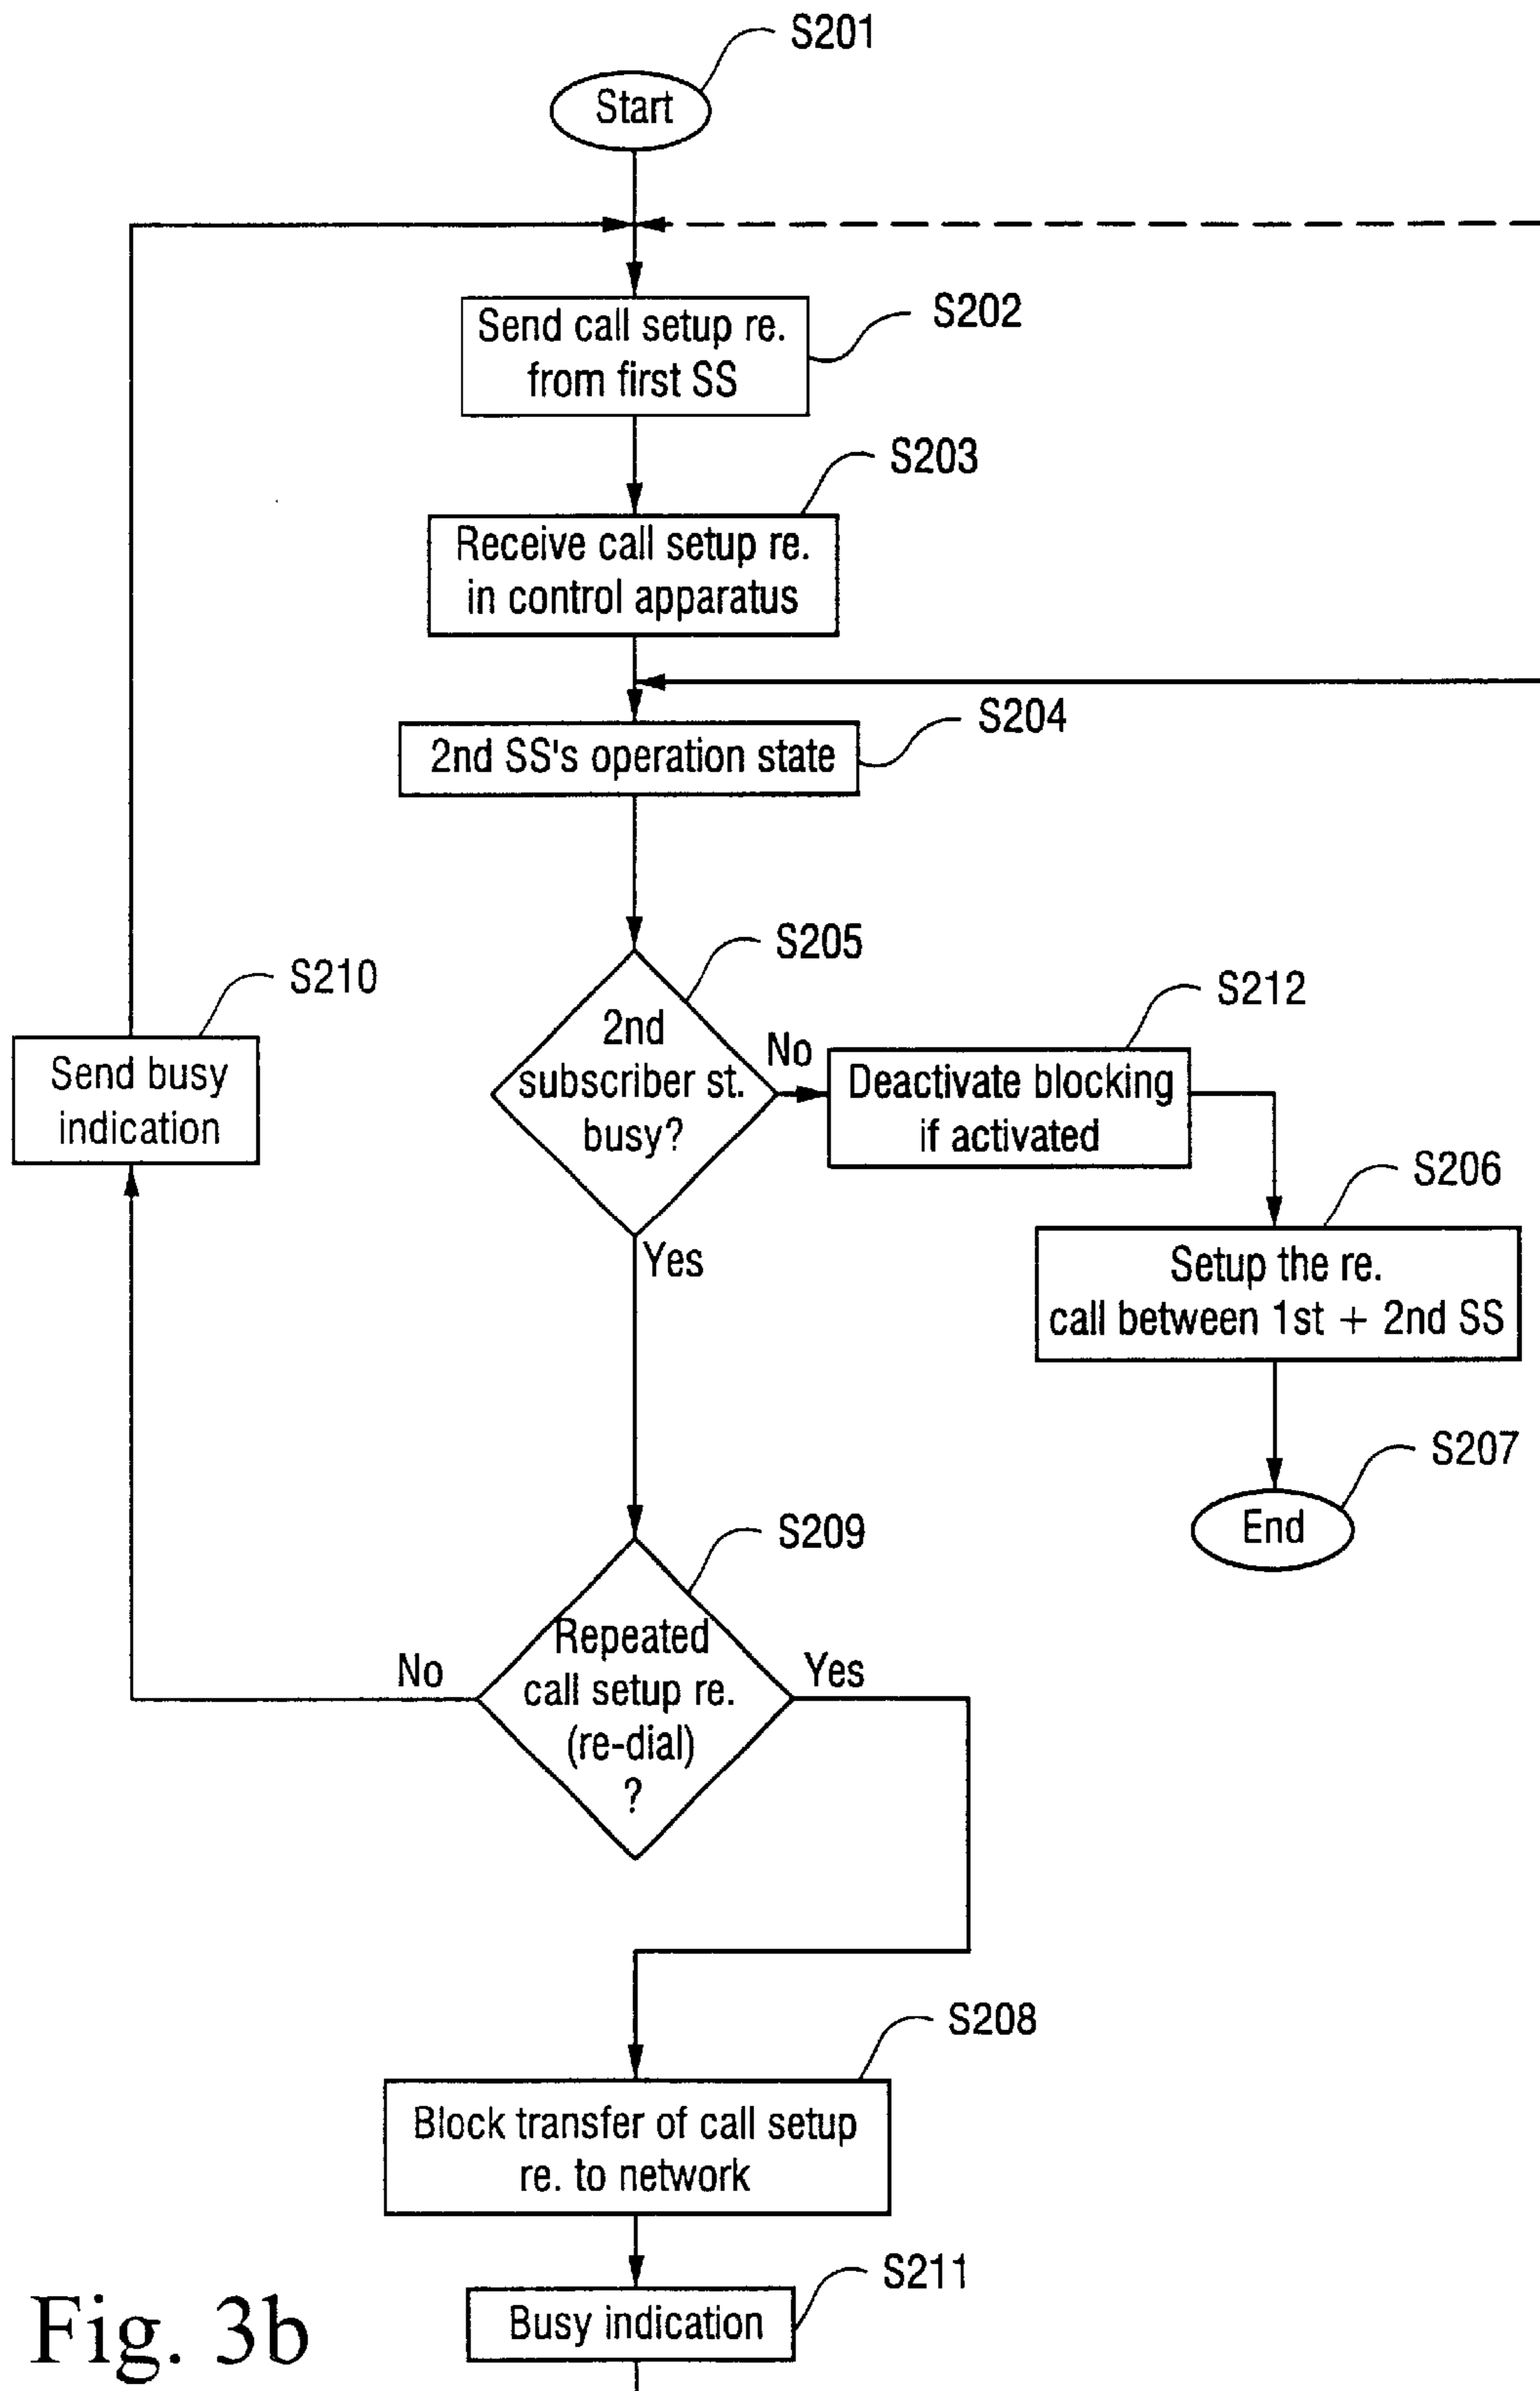 S201
Start
S202
Send call setup re.
from first SS
S203
Receive call setup re.
in control apparatus
S204
2nd SS's operation state
S205
2nd
subscriber st.
busy?
No
Yes
S212
Deactivate blocking
if activated
S210
Send busy
indication
S206
Setup the re.
call between 1st + 2nd SS
S207
End
S209
Repeated
call setup re.
(re-dial)
?
No
Yes
S208
Block transfer of call setup
re. to network
S211
Busy indication
Fig. 3b